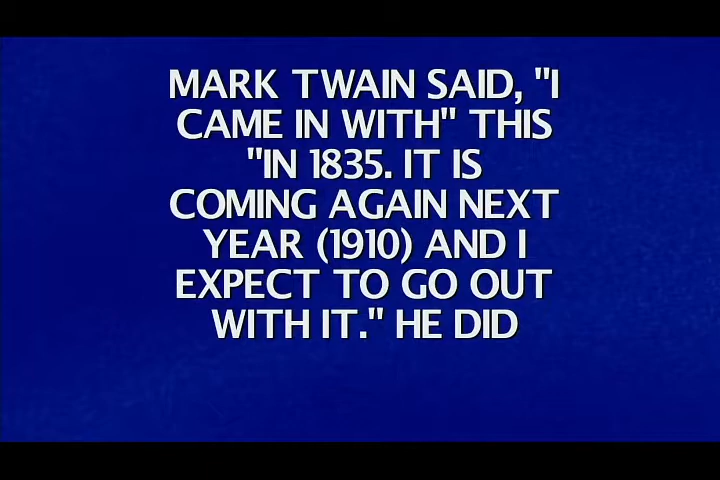 MARK TWAIN SAID, "I
CAME IN WITH" THIS
"IN 1835. IT IS
COMING AGAIN NEXT
YEAR (1910) AND I
EXPECT TO GO OUT
WITH IT." HE DID